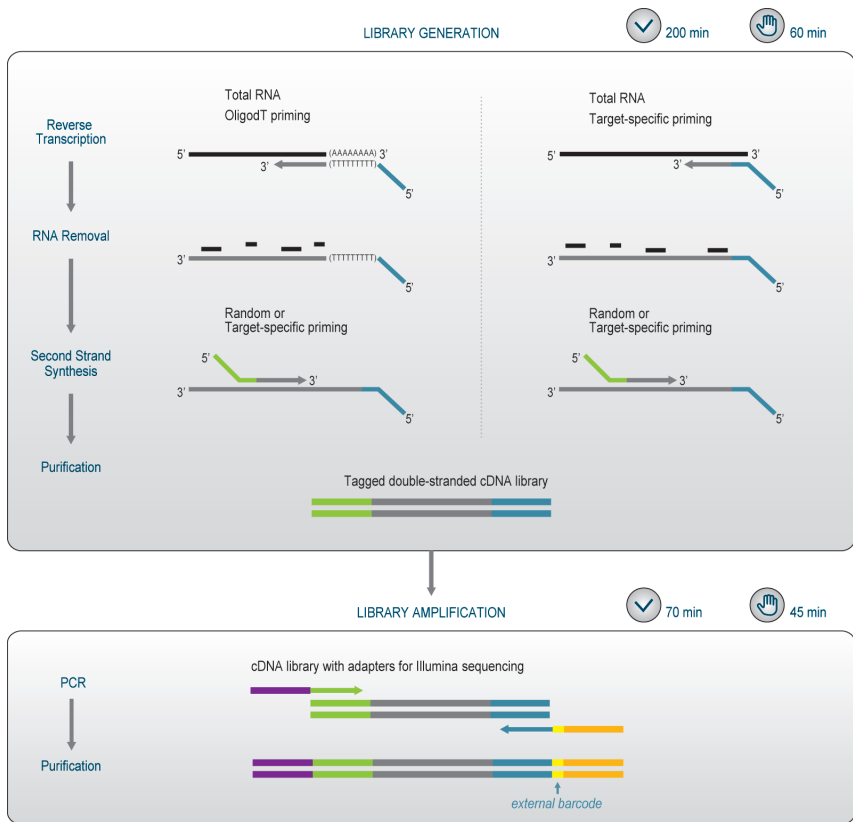 LIBRARY GENERATION
200 min
60 min
Reverse
Transcription
RNA Removal
Second Strand
Synthesis
Purification
Total RNA
OligodT priming
5’
(AAAAAAAA)
3’
3’
(TTTTTTTTT)
5’
3’
(TTTTTTTTT)
5’
Random or
Target-specific priming
5’
3’
3’
5’
Total RNA
Target-specific priming
5’
3’
3’
5’
3’
5’
Random or
Target-specific priming
5’
3’
3’
5’
Tagged double-stranded cDNA library
LIBRARY AMPLIFICATION
70 min
45 min
PCR
Purification
cDNA library with adapters for Illumina sequencing
external barcode